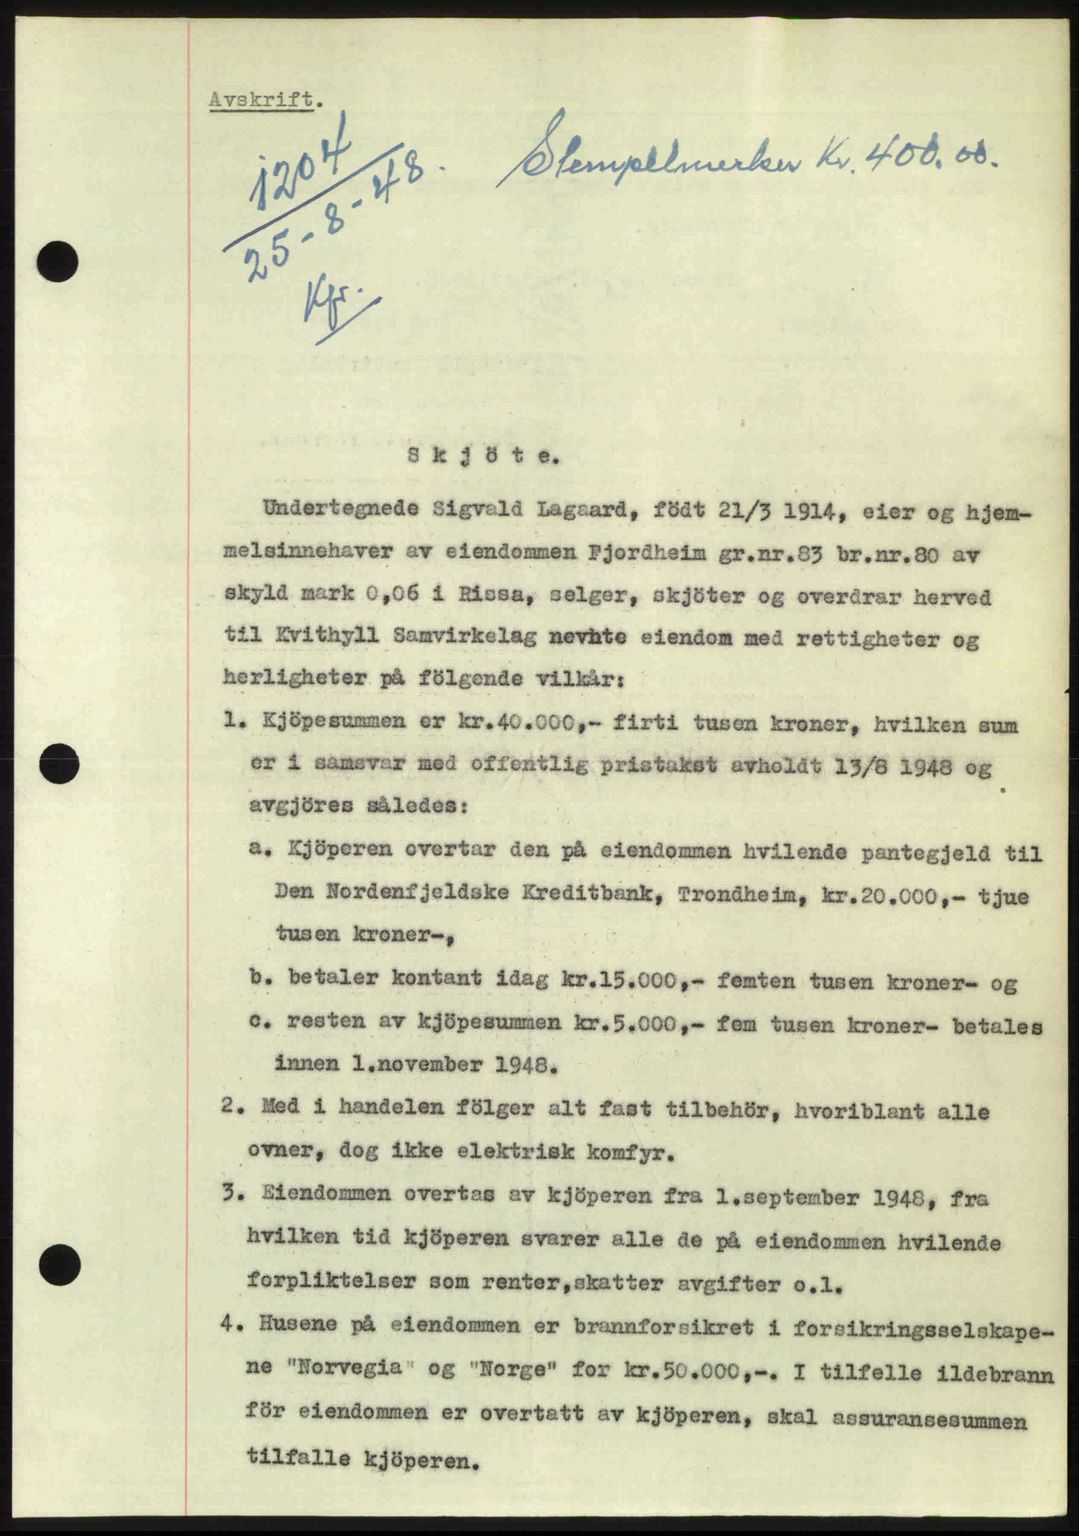 Avskrift.
1204
25-8-48.
Kfr.
Stempelmerker Kr. 400.00.
Skjöte.
Undertegnede Sigvald Lagaard, födt 21/3 1914, eier og hjem-
melsinnehaver av eiendommen Fjordheim gr.nr.83 br.nr.80 av
skyld mark 0,06 i Rissa, selger, skjöter og overdrar herved
til Kvithyll Samvirkelag nevnte eiendom med rettigheter og
herligheter på fölgende vilkår:
1. Kjöpesummen er kr.40.000,- firti tusen kroner, hvilken sum
er i samsvar med offentlig pristakst avholdt 13/8 1948 og
avgjöres således:
a. Kjöperen overtar den på eiendommen hvilende pantegjeld til
Den Nordenfjeldske Kreditbank, Trondheim, kr.20.000,- tjue
tusen kroner-,
b. betaler kontant idag kr.15.000,- femten tusen kroner- og
c. resten av kjöpesummen kr.5.000,- fem tusen kroner- betales
innen 1.november 1948.
2. Med i handelen fölger alt fast tilbehör, hvoriblant alle
ovner, dog ikke elektrisk komfyr.
3. Eiendommen overtas av kjöperen fra 1.september 1948, fra
hvilken tid kjöperen svarer alle de på eiendommen hvilende
forpliktelser som renter,skatter avgifter o.l.
4. Husene på eiendommen er brannforsikret i forsikringsselskape-
ne "Norvegia" og "Norge" for kr.50.000,-. I tilfelle ildebrann
för eiendommen er overtatt av kjöperen, skal assuransesummen
tilfalle kjöperen.